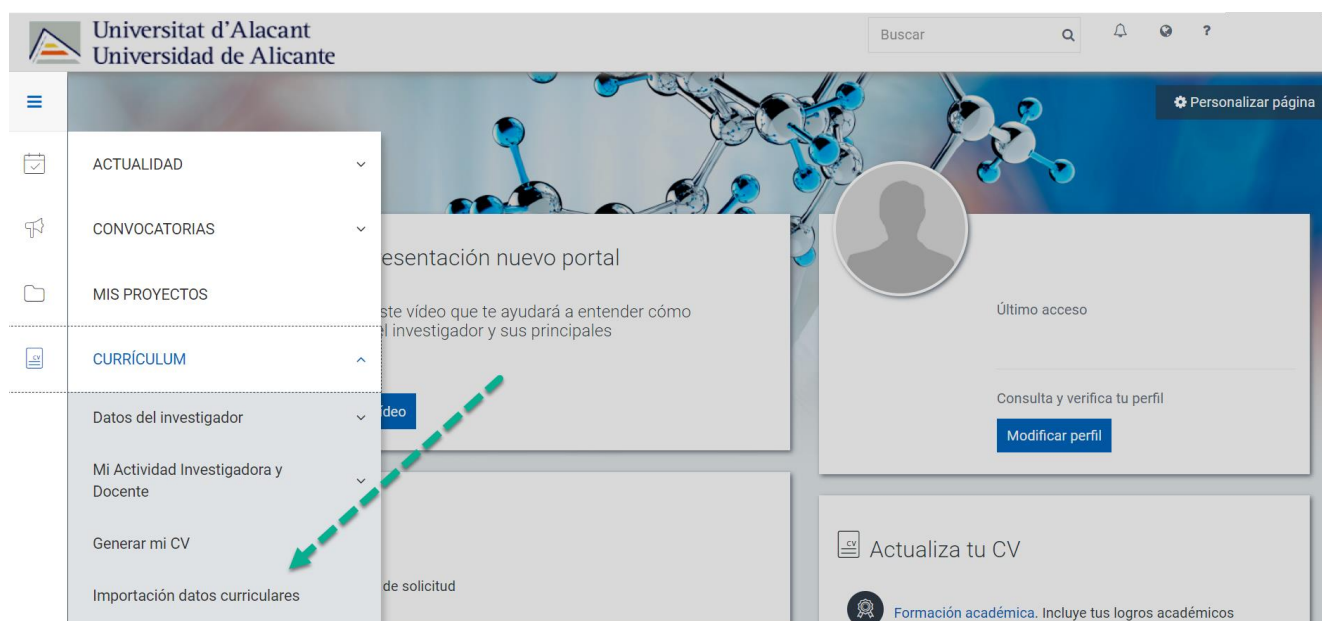 Universitat d'Alacant
Universidad de Alicante
Buscar
?
Personalizar página
ACTUALIDAD
CONVOCATORIAS
MIS PROYECTOS
CV
CURRÍCULUM
Datos del investigador
Mi Actividad Investigadora y
Docente
Generar mi CV
Importación datos curriculares
esentación nuevo portal
ste vídeo que te ayudará a entender cómo
l investigador y sus principales
ídeo
de solicitud
Último acceso
Consulta y verifica tu perfil
Modificar perfil
CV
Actualiza tu CV
Formación académica. Incluye tus logros académicos